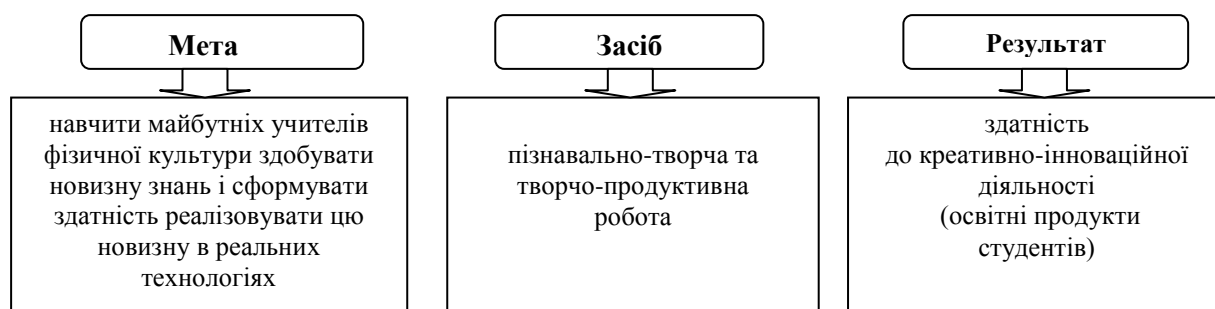 Мета
навчити майбутніх учителів
фізичної культури здобувати
новизну знань і сформувати
здатність реалізовувати цю
новизну в реальних
технологіях
Засіб
пізнавально-творча та
творчо-продуктивна
робота
Результат
здатність
до креативно-інноваційної
діяльності
(освітні продукти
студентів)